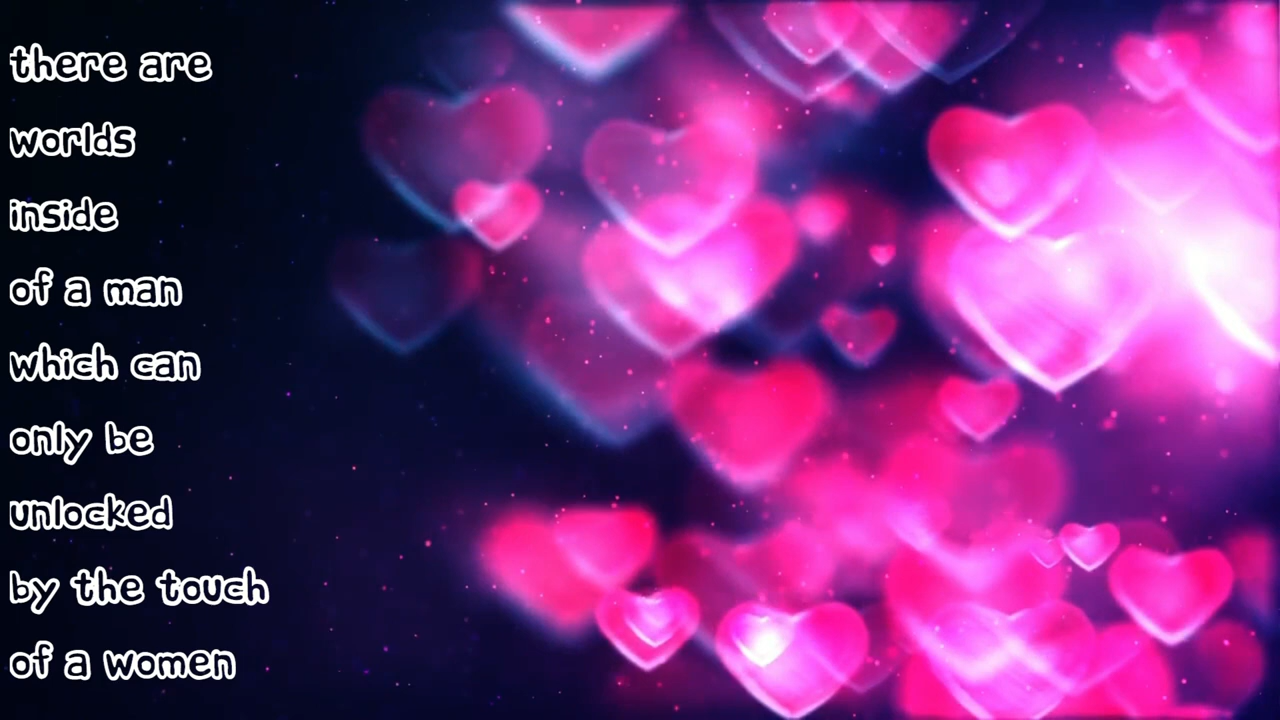 there are
worlds
inside
of a man
which can
only be
unlocked
by the touch
of a women